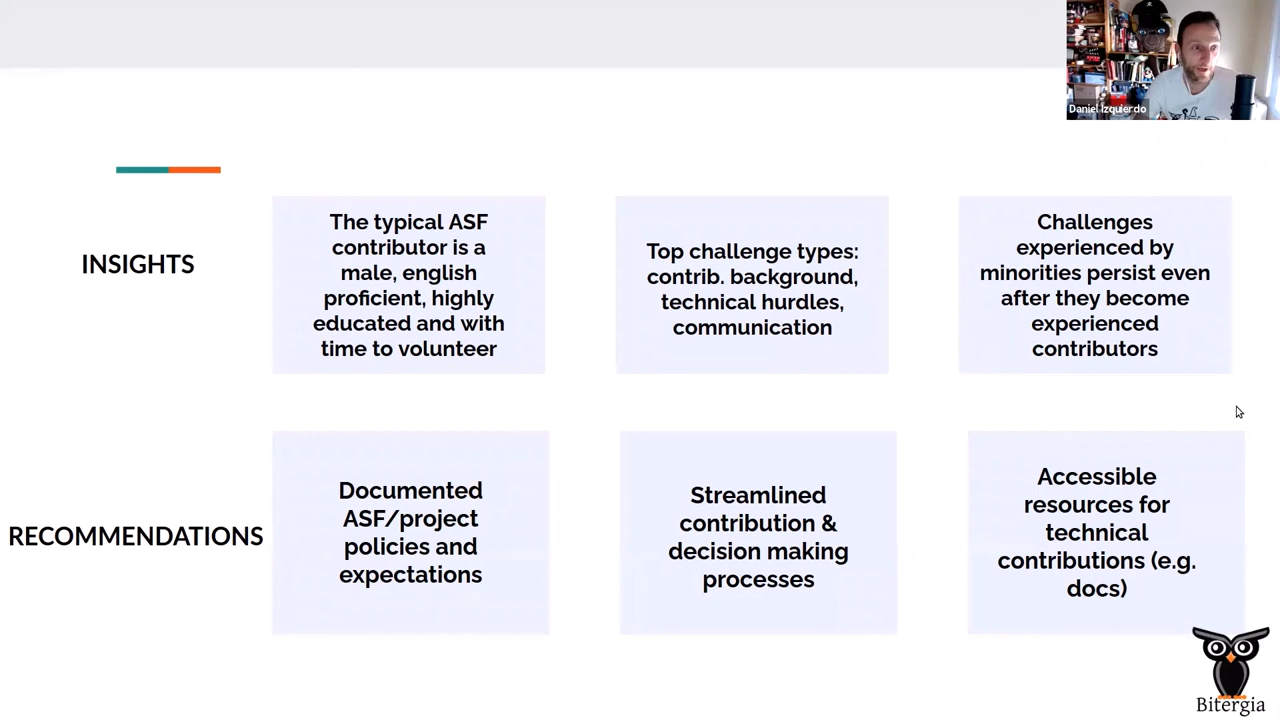 Daniel Izquierdo
INSIGHTS
The typical ASF
contributor is a
male, english
proficient, highly
educated and with
time to volunteer
Top challenge types:
contrib. background,
technical hurdles,
communication
Challenges
experienced by
minorities persist even
after they become
experienced
contributors
RECOMMENDATIONS
Documented
ASF/project
policies and
expectations
Streamlined
contribution &
decision making
processes
Accessible
resources for
technical
contributions (e.g.
docs)
Bitergia